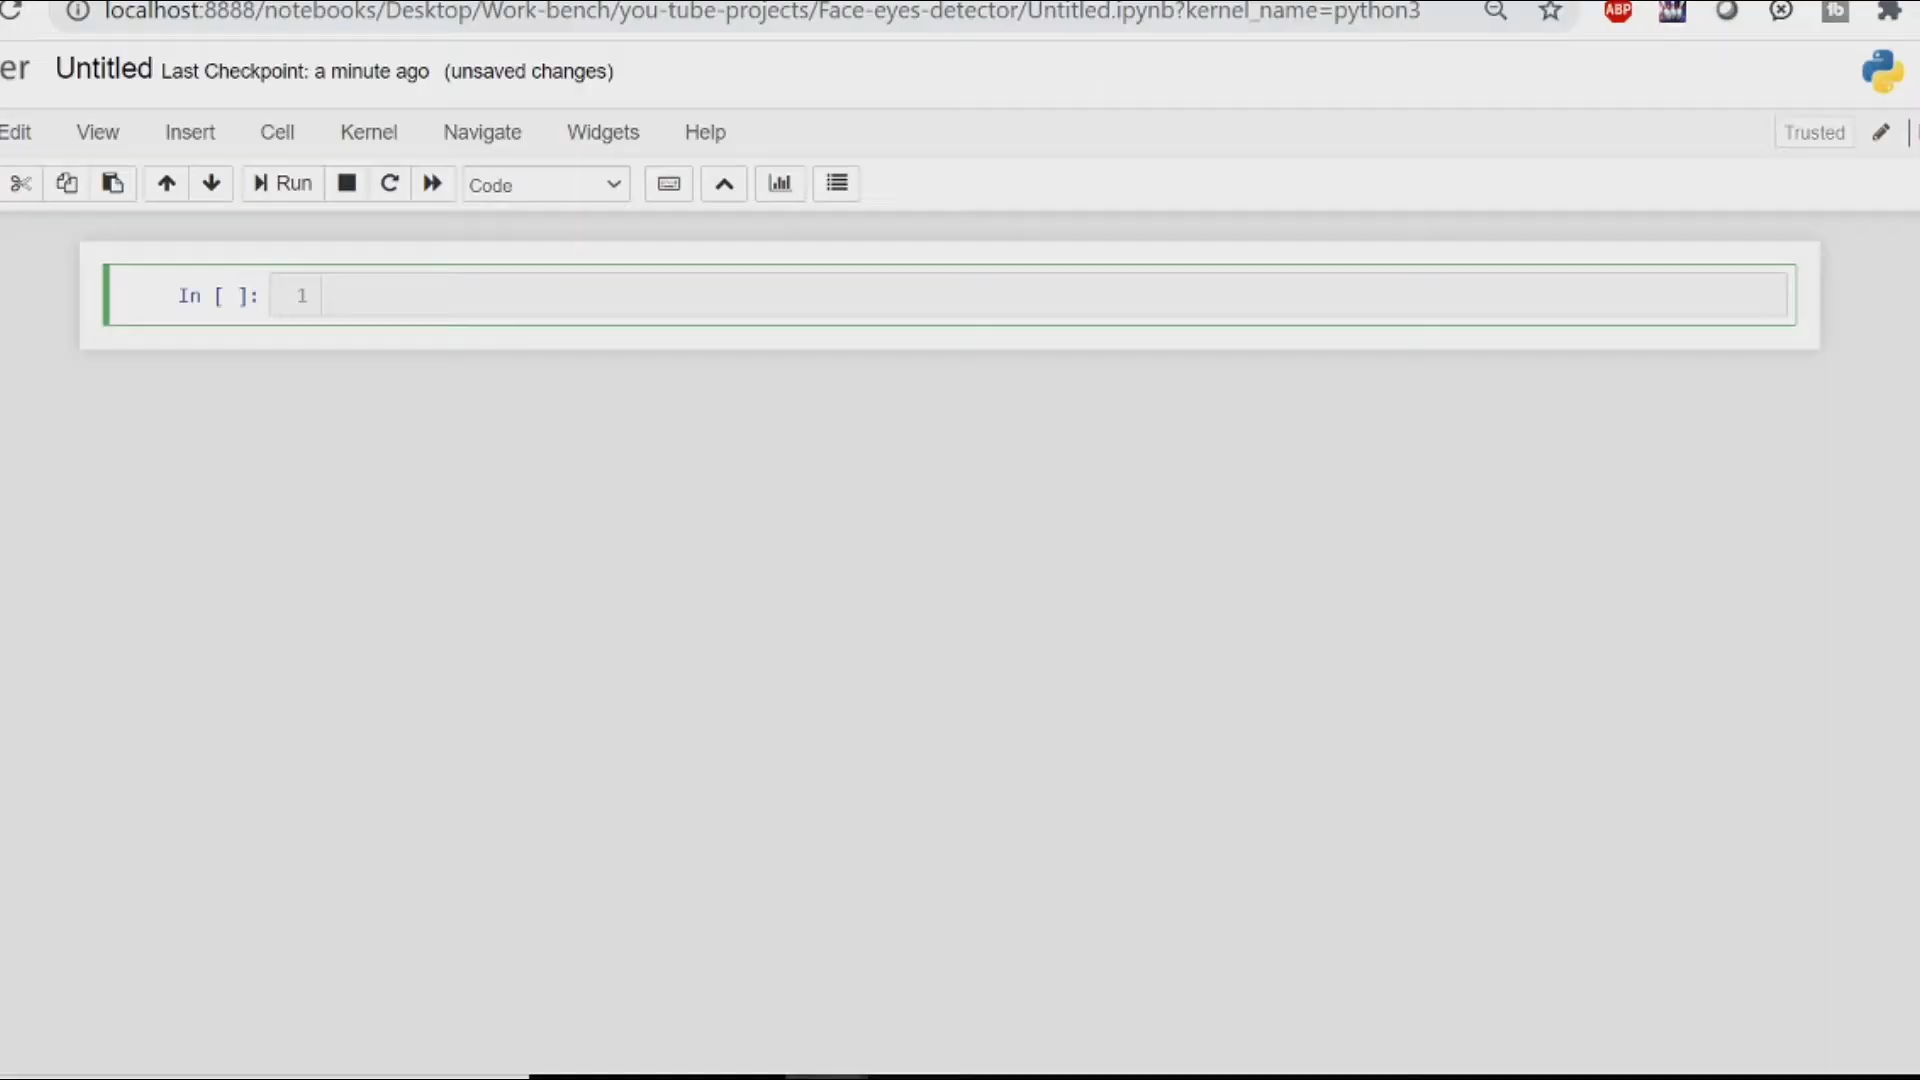 localhost:8888/notebooks/Desktop/Work-bench/you-tube-projects/Face-eyes-detector/Untitled.ipynb?kernel_name=python3
ABP
er Untitled Last Checkpoint: a minute ago (unsaved changes)
Edit View Insert Cell Kernel Navigate Widgets Help Trusted
Run Code
In [ ]: 1